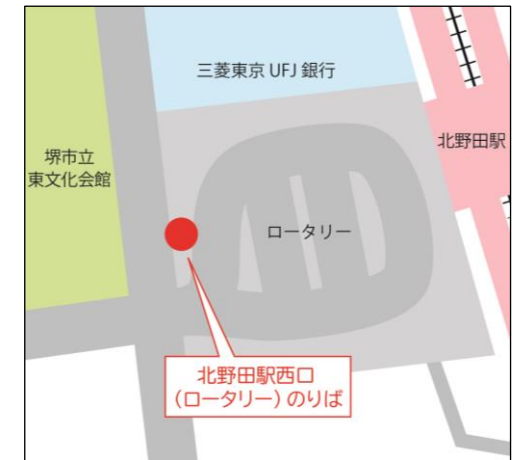 三菱東京 UFJ 銀行
北野田駅
堺市立
東文化会館
ロータリー
北野田駅西口
（ロータリー）のりば